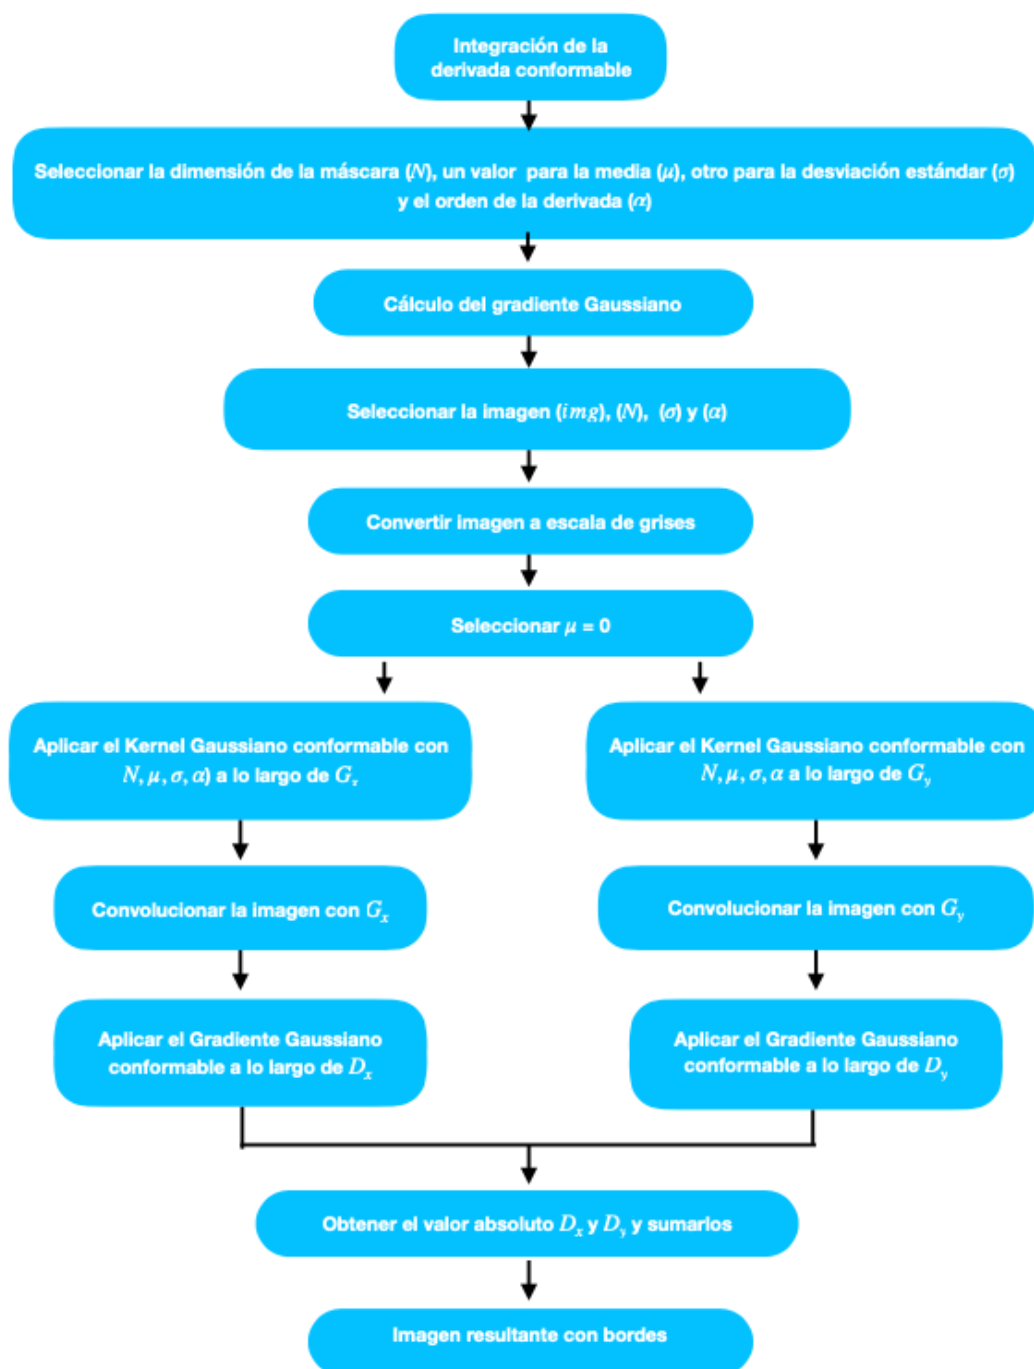 Integración de la
derivada conformable
Seleccionar la dimensión de la máscara (N), un valor para la media (μ), otro para la desviación estándar (σ)
y el orden de la derivada (α)
Cálculo del gradiente Gaussiano
Seleccionar la imagen (img), (N), (σ) y (α)
Convertir imagen a escala de grises
Seleccionar μ = 0
Aplicar el Kernel Gaussiano conformable con
N, μ, σ, α) a lo largo de Gₓ
Aplicar el Kernel Gaussiano conformable con
N, μ, σ, α a lo largo de G_y
Convolucionar la imagen con Gₓ
Convolucionar la imagen con G_y
Aplicar el Gradiente Gaussiano
conformable a lo largo de Dₓ
Aplicar el Gradiente Gaussiano
conformable a lo largo de D_y
Obtener el valor absoluto Dₓ y D_y y sumarlos
Imagen resultante con bordes